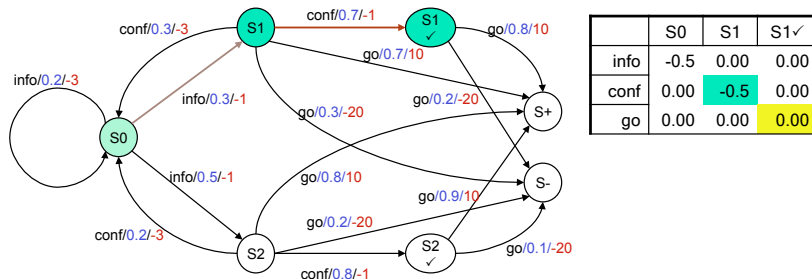 S1
conf/0.7/-1
S1
✓
conf/0.3/-3
go/0.8/10
go/0.7/10
info/0.2/-3
info/0.3/-1
go/0.3/-20
go/0.2/-20
S+
S0
info/0.5/-1
go/0.8/10
S-
go/0.9/10
go/0.2/-20
conf/0.2/-3
S2
S2
✓
go/0.1/-20
conf/0.8/-1
S0 S1 S1✓
info -0.5 0.00 0.00
conf 0.00 -0.5 0.00
go 0.00 0.00 0.00